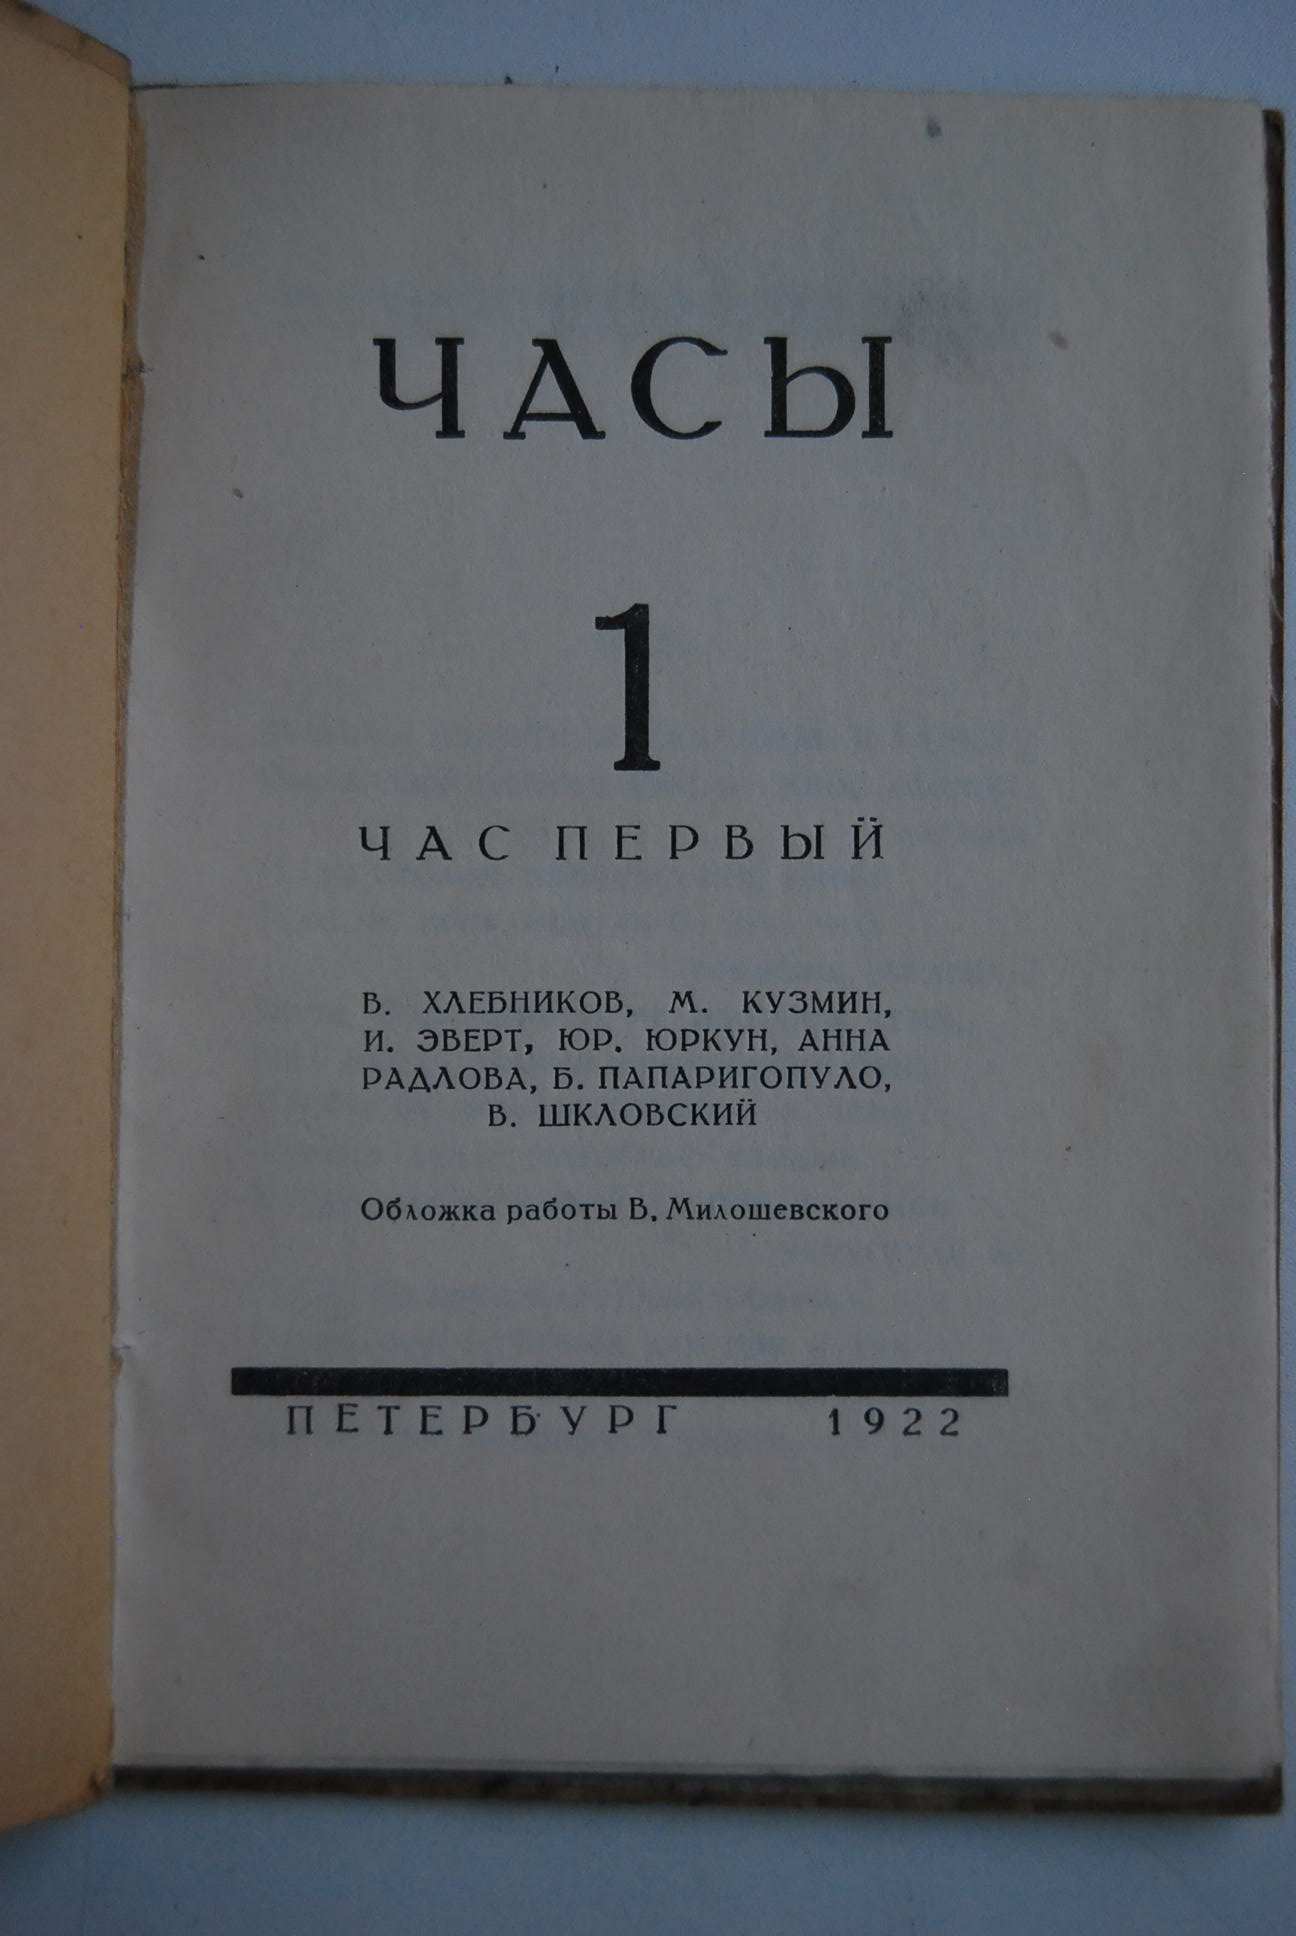 ЧАСЫ
1
ЧАС ПЕРВЫЙ
В. ХЛЕБНИКОВ, М. КУЗМИН,
И. ЭВЕРТ, ЮР. ЮРКУН, АННА
РАДЛОВА, Б. ПАПАРИГОПУЛО,
В. ШКЛОВСКИЙ
Обложка работы В. Милошевского
ПЕТЕРБУРГ 1922